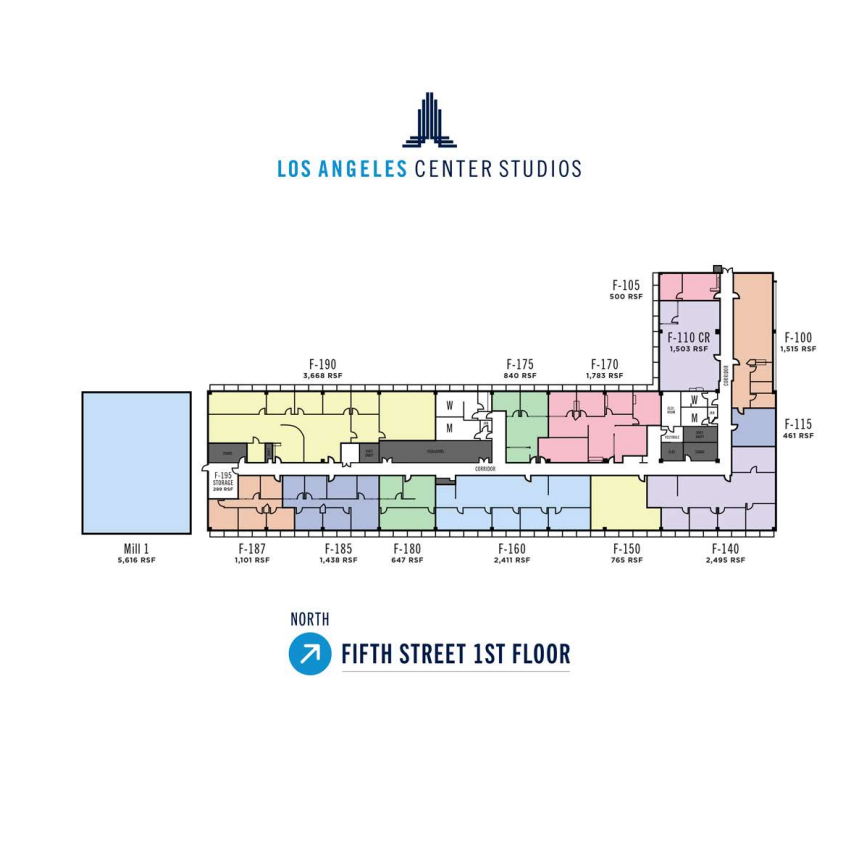 LOS ANGELES CENTER STUDIOS
F-105
500 RSF
F-110 CR
1,503 RSF
F-100
1,515 RSF
CORRIDOR
F-190
3,668 RSF
F-175
840 RSF
F-170
1,783 RSF
W
M
W
M
F-115
461 RSF
CORRIDOR
F-195
STORAGE
299 RSF
Mill 1
5,616 RSF
F-187
1,101 RSF
F-185
1,438 RSF
F-180
647 RSF
F-160
2,411 RSF
F-150
765 RSF
F-140
2,495 RSF
NORTH
FIFTH STREET 1ST FLOOR